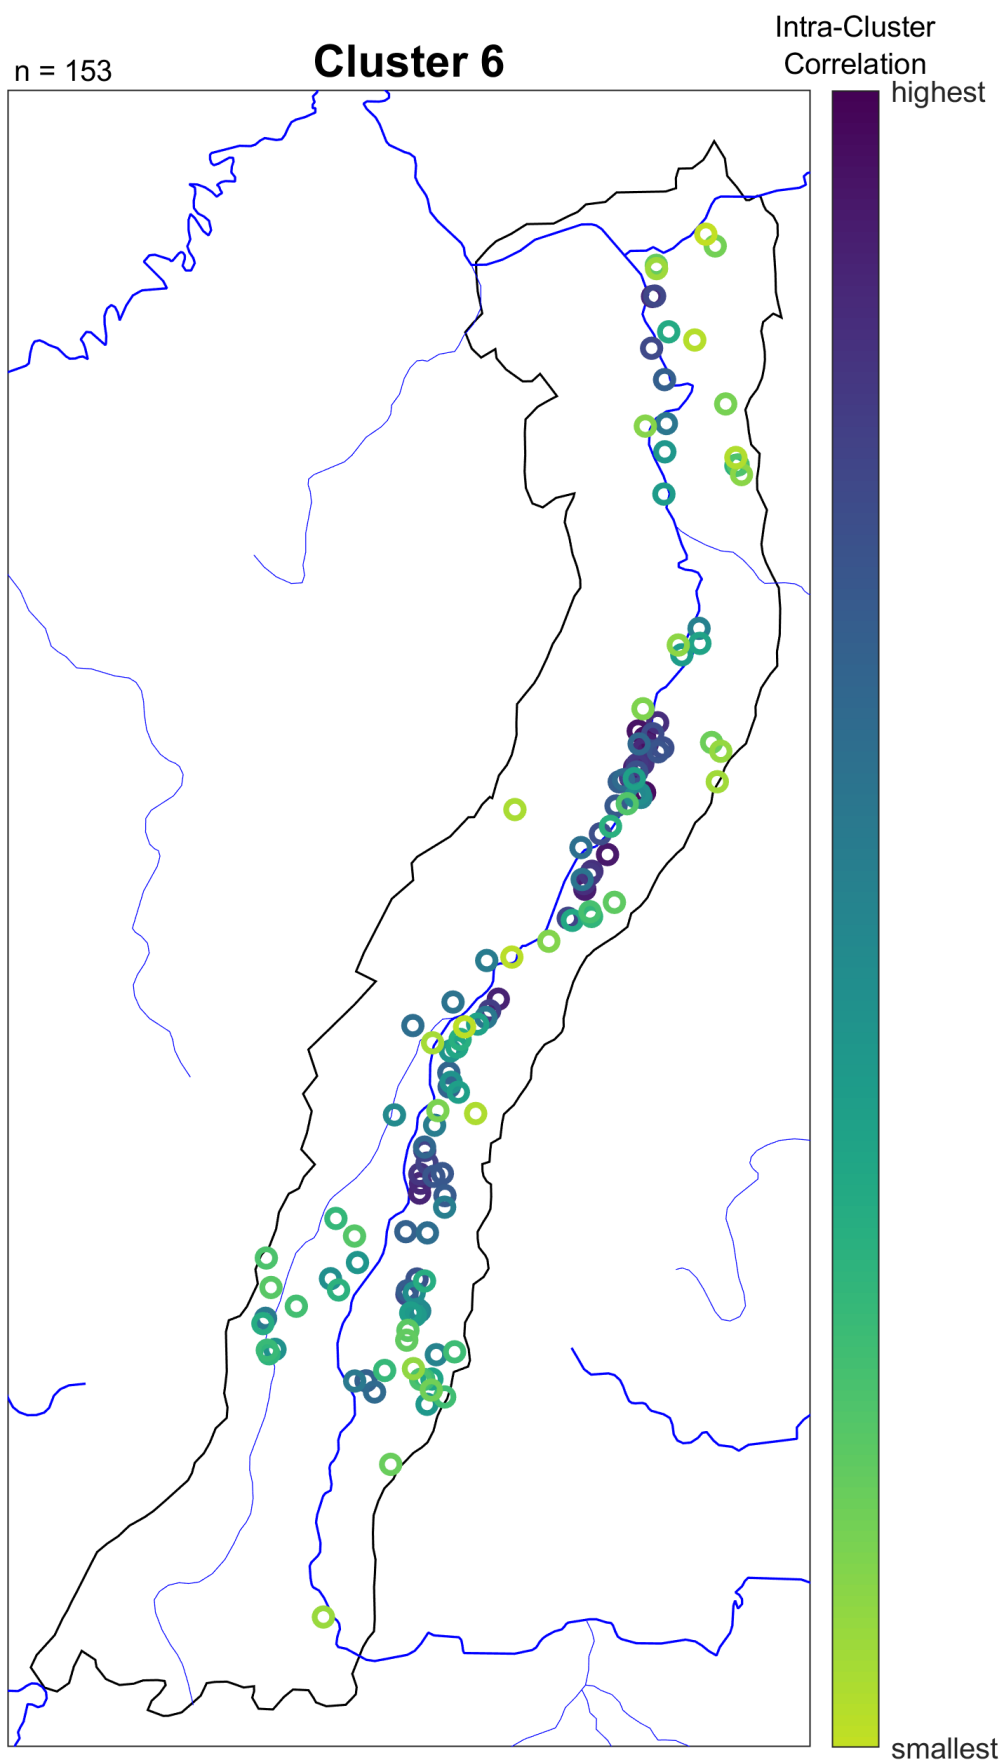 Intra-Cluster
Correlation
n = 153
Cluster 6
highest
smallest